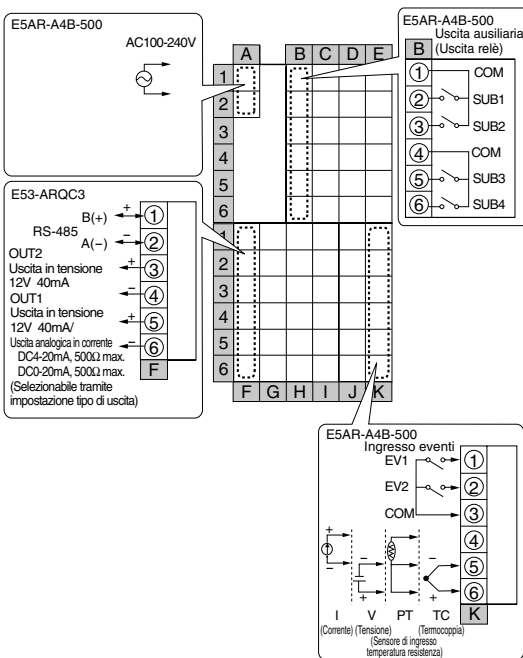 E5AR-A4B-500
AC100-240V
A
B C D E
1
2
3
4
5
6
1
2
3
4
5
6
F G H I J K
E5AR-A4B-500
Uscita ausiliaria
(Uscita relè)
B
① COM
② SUB1
③ SUB2
④ COM
⑤ SUB3
⑥ SUB4
E53-ARQC3
B(+) + ①
RS-485
A(−) − ②
OUT2
Uscita in tensione
12V 40mA
+ ③
− ④
OUT1
Uscita in tensione
12V 40mA/
+ ⑤
Uscita analogica in corrente
− ⑥
DC4-20mA, 500Ω max.
DC0-20mA, 500Ω max.
(Selezionabile tramite
impostazione tipo di uscita)
F
E5AR-A4B-500
Ingresso eventi
EV1 ①
EV2 ②
COM ③
④
⑤
⑥
+ − − + − +
I V PT TC K
(Corrente) (Tensione) (Termocoppia)
(Sensore di ingresso
temperatura resistenza)